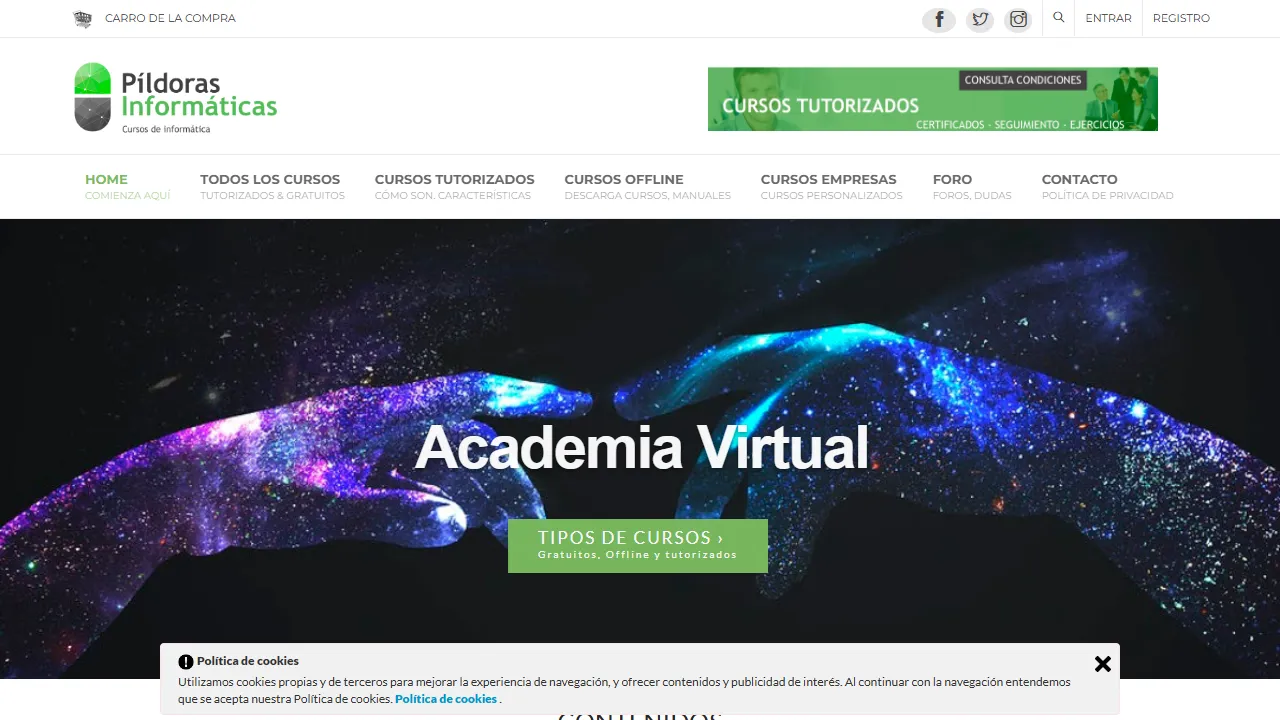 CARRO DE LA COMPRA
ENTRAR
REGISTRO
Píldoras
Informáticas
Cursos de informática
CONSULTA CONDICIONES
CURSOS TUTORIZADOS
CERTIFICADOS - SEGUIMIENTO - EJERCICIOS
HOME
COMIENZA AQUÍ
TODOS LOS CURSOS
TUTORIZADOS & GRATUITOS
CURSOS TUTORIZADOS
CÓMO SON. CARACTERÍSTICAS
CURSOS OFFLINE
DESCARGA CURSOS, MANUALES
CURSOS EMPRESAS
CURSOS PERSONALIZADOS
FORO
FOROS, DUDAS
CONTACTO
POLÍTICA DE PRIVACIDAD
Academia Virtual
TIPOS DE CURSOS ›
Gratuitos, Offline y tutorizados
Política de cookies
Utilizamos cookies propias y de terceros para mejorar la experiencia de navegación, y ofrecer contenidos y publicidad de interés. Al continuar con la navegación entendemos
que se acepta nuestra Política de cookies. Política de cookies .
CONTENIDOS